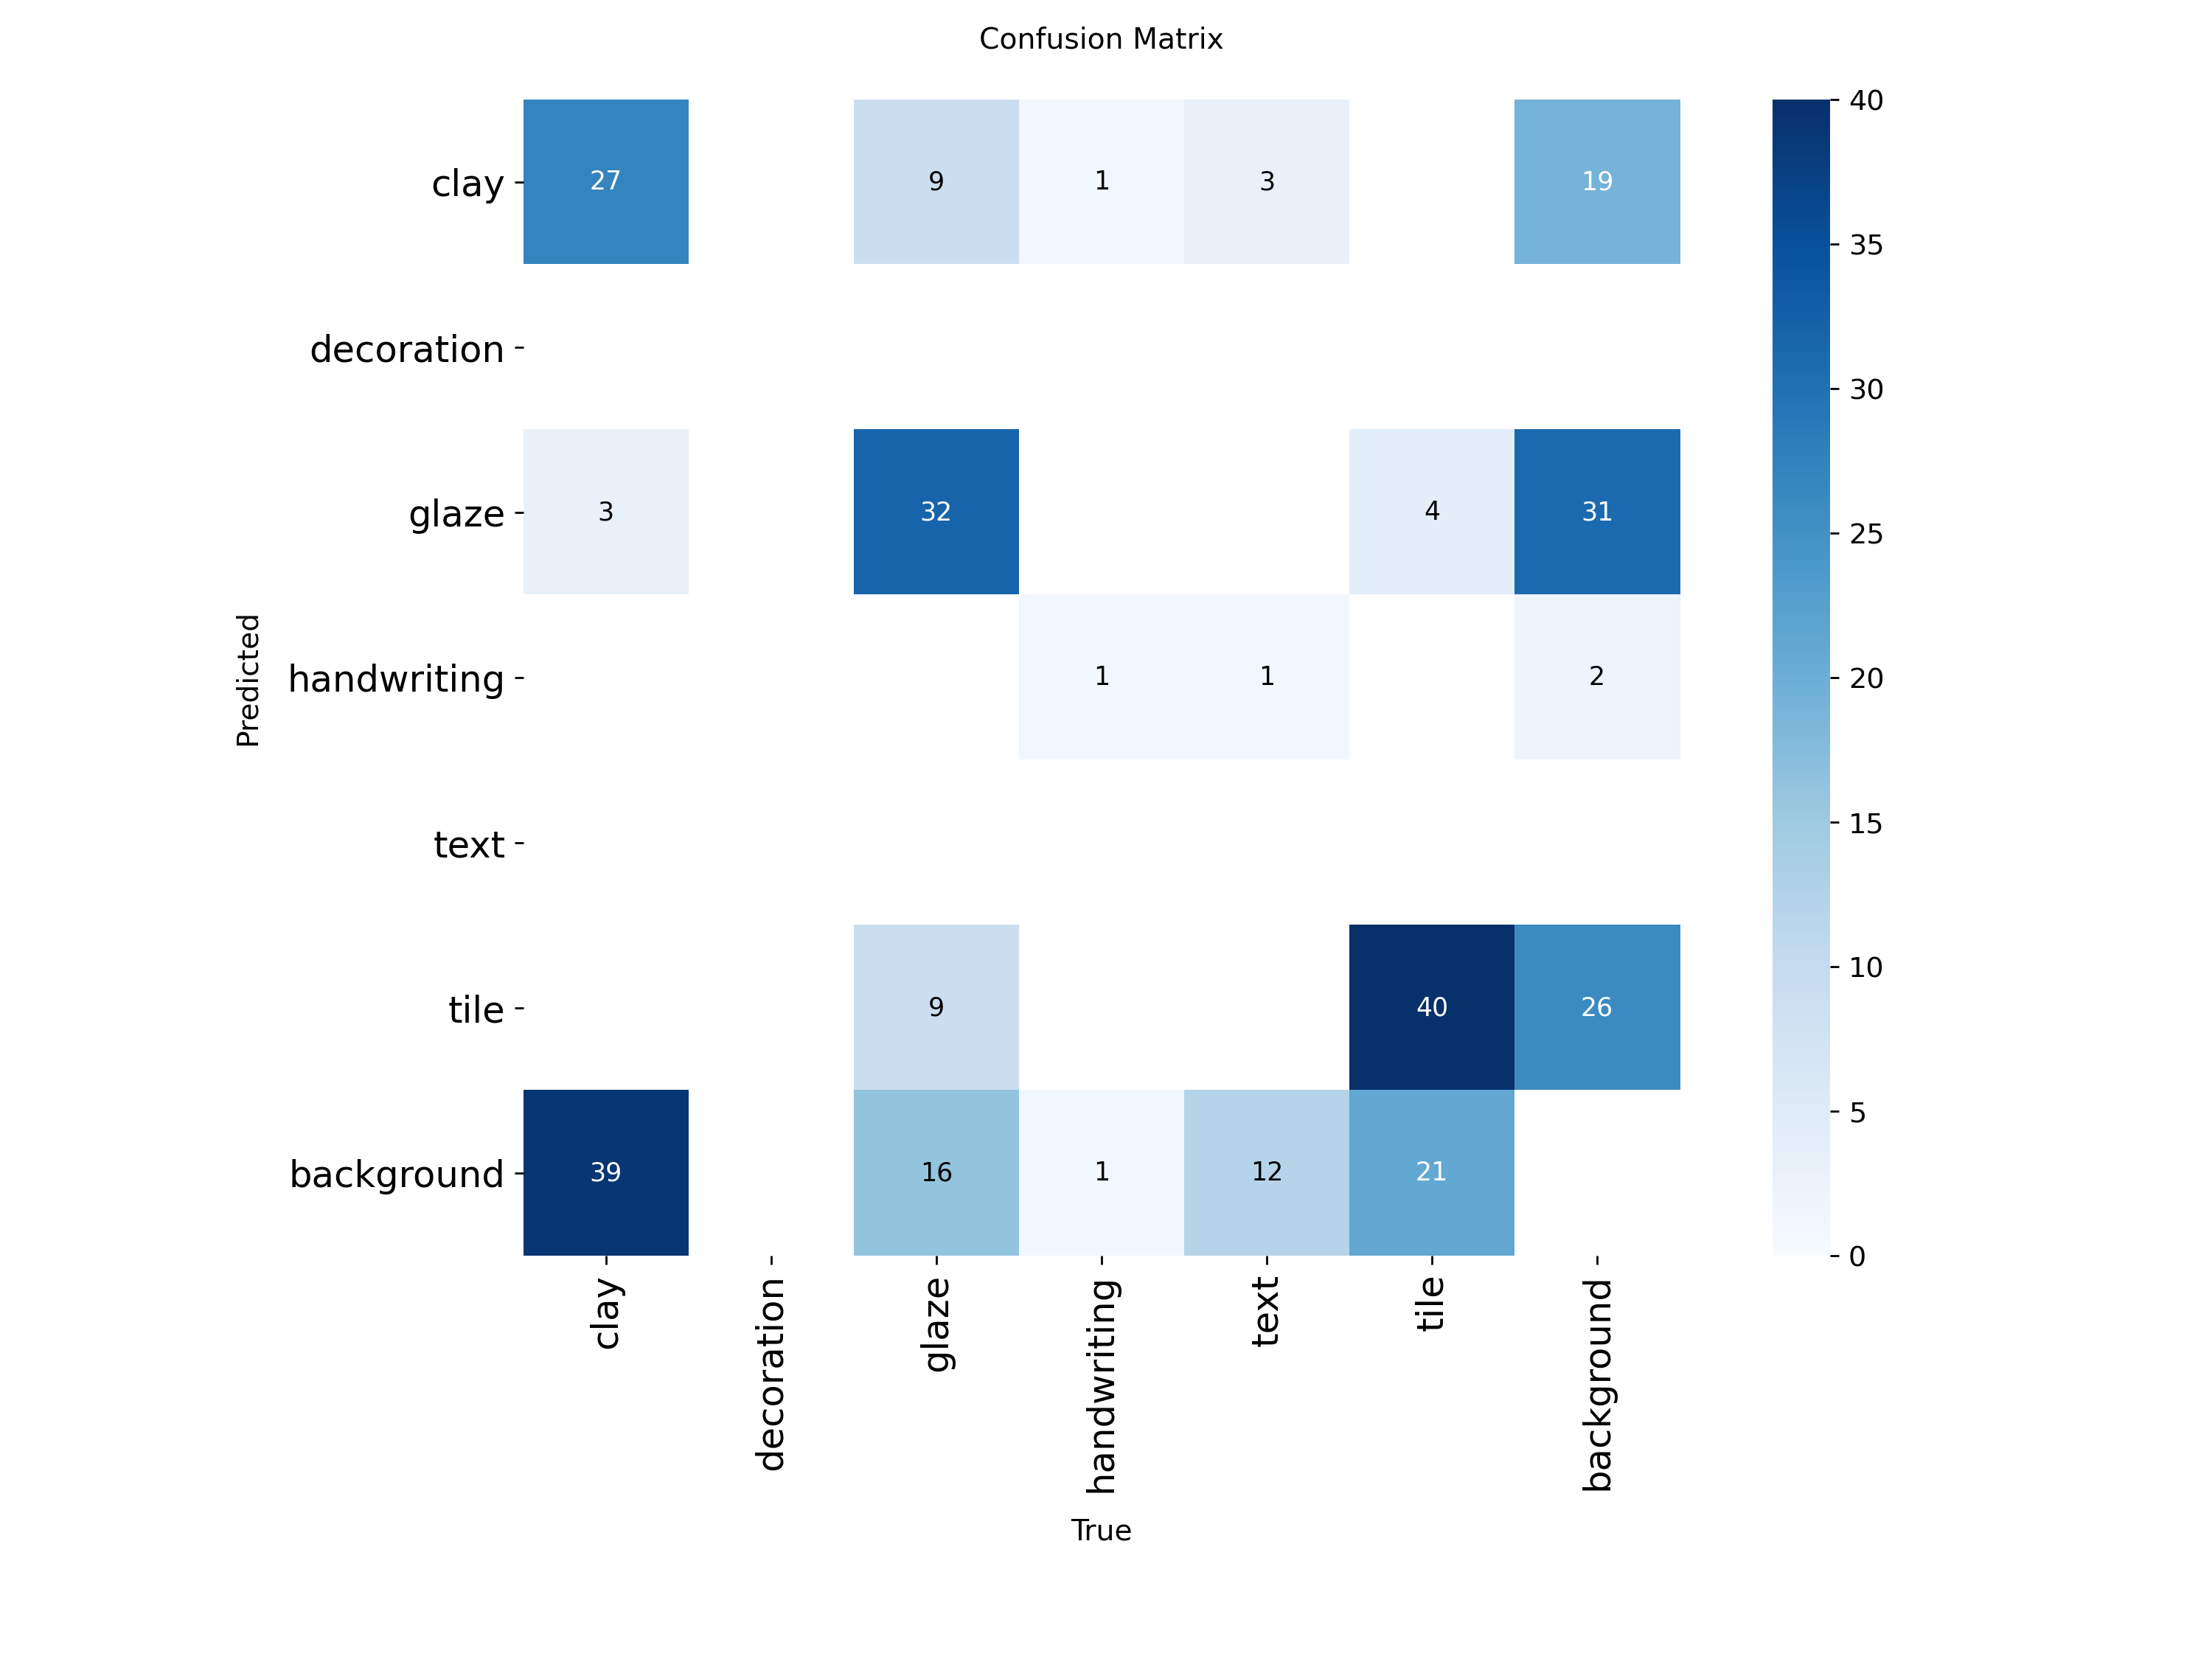 Confusion Matrix
40
clay 27 9 1 3 19
35
decoration
30
glaze 3 32 4 31
25
Predicted
handwriting 1 1 2
20
text
15
tile 9 40 26
10
background 39 16 1 12 21
5
0
clay decoration glaze handwriting text tile background
True